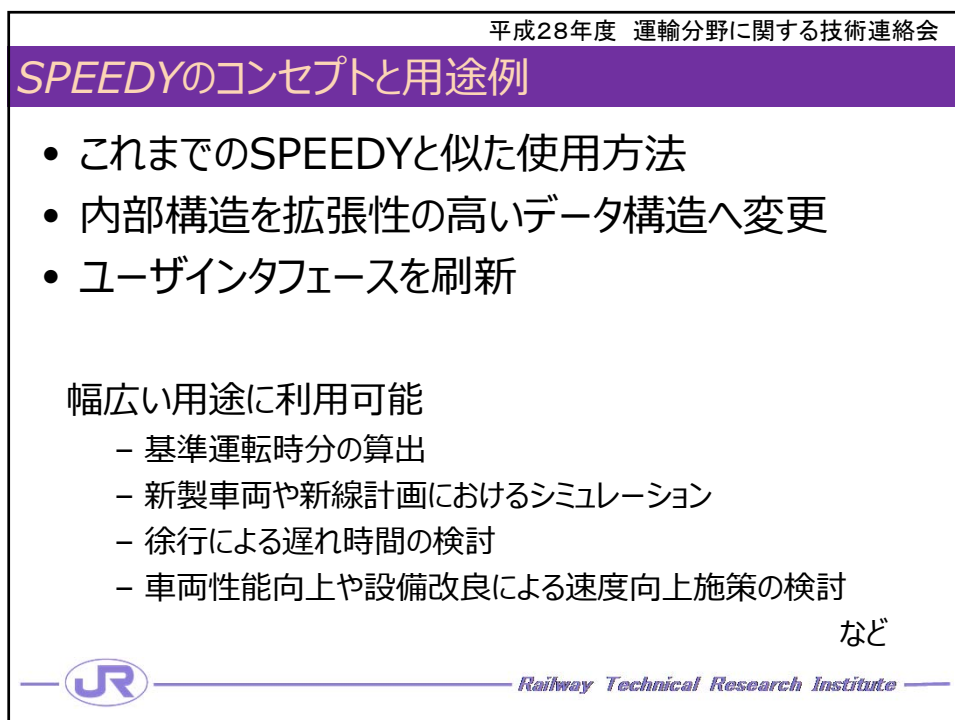 平成28年度 運輸分野に関する技術連絡会
SPEEDYのコンセプトと用途例
• これまでのSPEEDYと似た使用方法
• 内部構造を拡張性の高いデータ構造へ変更
• ユーザインタフェースを刷新
幅広い用途に利用可能
– 基準運転時分の算出
– 新製車両や新線計画におけるシミュレーション
– 徐行による遅れ時間の検討
– 車両性能向上や設備改良による速度向上施策の検討
など
JR
Railway Technical Research Institute